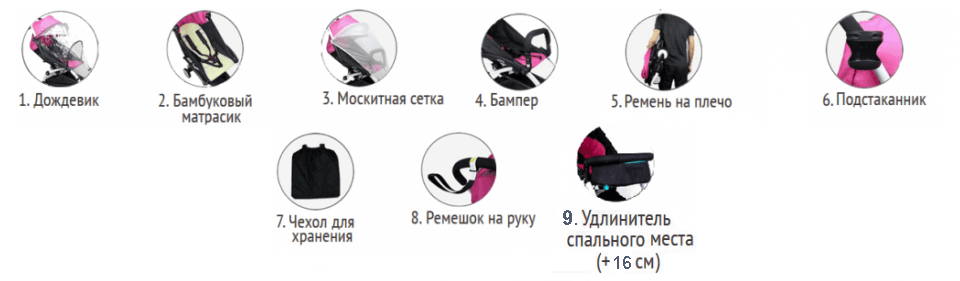 1. Дождевик
2. Бамбуковый
матрасик
3. Москитная сетка
4. Бампер
5. Ремень на плечо
6. Подстаканник
7. Чехол для
хранения
8. Ремешок на руку
9. Удлинитель
спального места
(+16 см)